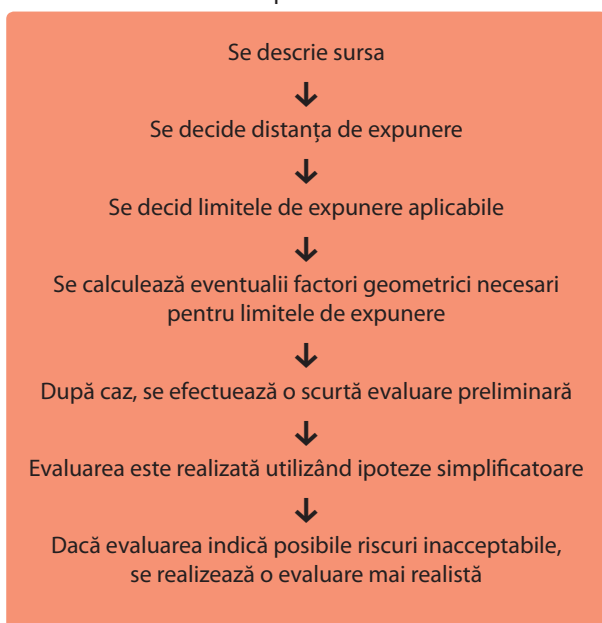 Se descrie sursa
Se decide distanța de expunere
Se decid limitele de expunere aplicabile
Se calculează eventualii factori geometrici necesari
pentru limitele de expunere
După caz, se efectuează o scurtă evaluare preliminară
Evaluarea este realizată utilizând ipoteze simplificatoare
Dacă evaluarea indică posibile riscuri inacceptabile,
se realizează o evaluare mai realistă